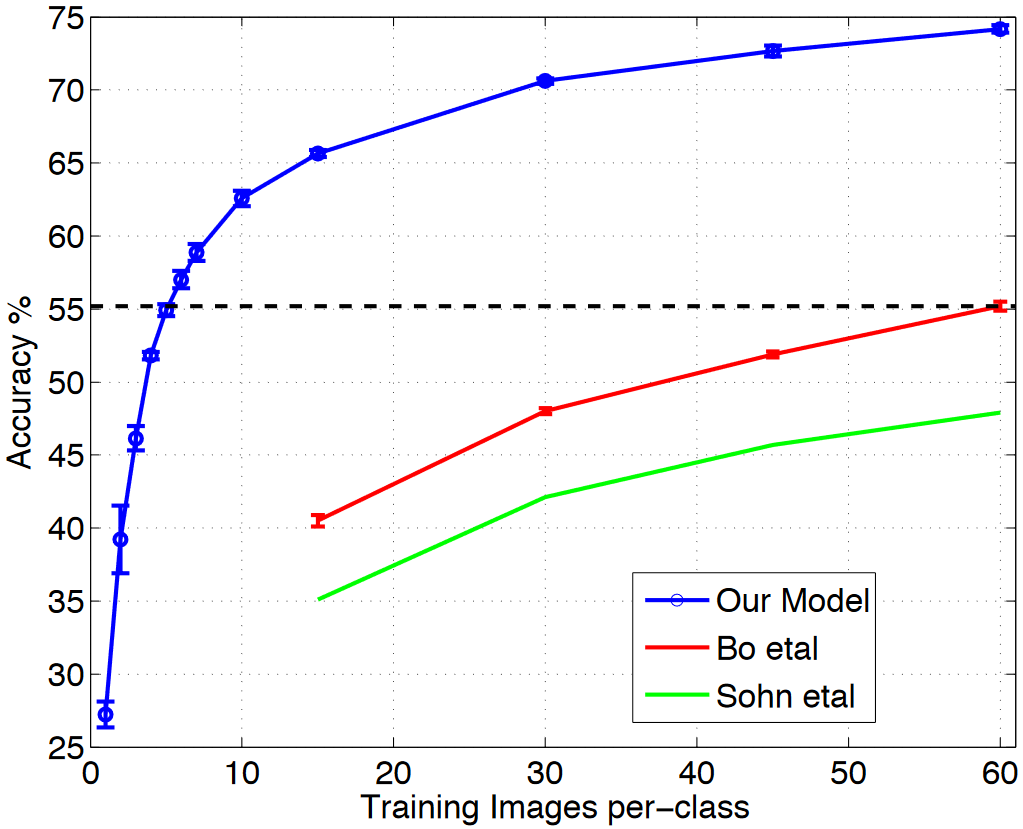 75
70
65
60
55
50
45
40
35
30
25
Accuracy %
0 10 20 30 40 50 60
Training Images per−class
Our Model
Bo etal
Sohn etal